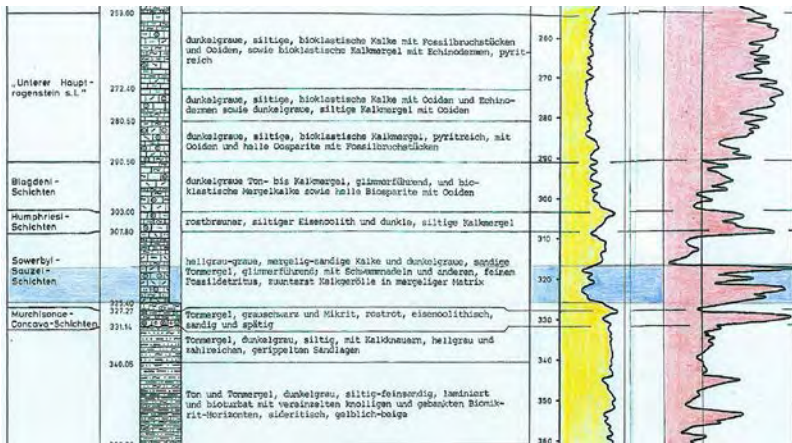 253.80
dunkelgraue, siltige, bioklastische Kalke mit Fossilbruchstücken
und Ooiden, sowie bioklastische Kalkmergel mit Echinodermen, pyrit-
reich
„Unterer Haupt-
rogenstein s.l."
272.40
dunkelgraue, siltige, bioklastische Kalke mit Ooiden und Echino-
dermen sowie dunkelgraue, siltige Kalkmergel mit Ooiden
280.50
dunkelgraue, siltige, bioklastische Kalkmergel, pyritreich, mit
Ooiden und helle Oosparite mit Fossilbruchstücken
290.50
Blagdeni-
Schichten
dunkelgraue Ton- bis Kalkmergel, glimmerführend, und bio-
klastische Mergelkalke sowie helle Biosparite mit Ooiden
303.00
Humphriesi-
Schichten
rostbrauner, siltiger Eisenoolith und dunkle, siltige Kalkmergel
307.80
Sowerbyi-
Sauzei-
Schichten
hellgrau-graue, mergelig-sandige Kalke und dunkelgraue, sandige
Tonmergel, glimmerführend; mit Schwammnadeln und anderen, feinem
Fossildetritus, zuunterst Kalkgerölle in mergeliger Matrix
327.27
Murchisonae-
Concava-Schichten
331.14
Tonmergel, grauschwarz und Mikrit, rostrot, eisenoolithisch,
sandig und spätig
Tonmergel, dunkelgrau, siltig, mit Kalkknauern, hellgrau und
zahlreichen, gerippelten Sandlagen
340.05
Ton und Tonmergel, dunkelgrau, siltig-feinsandig, laminiert
und bioturbat mit vereinzelten knolligen und gebankten Biomik-
rit-Horizonten, sideritisch, gelblich-beige
260
270
280
290
300
310
320
330
340
350
360